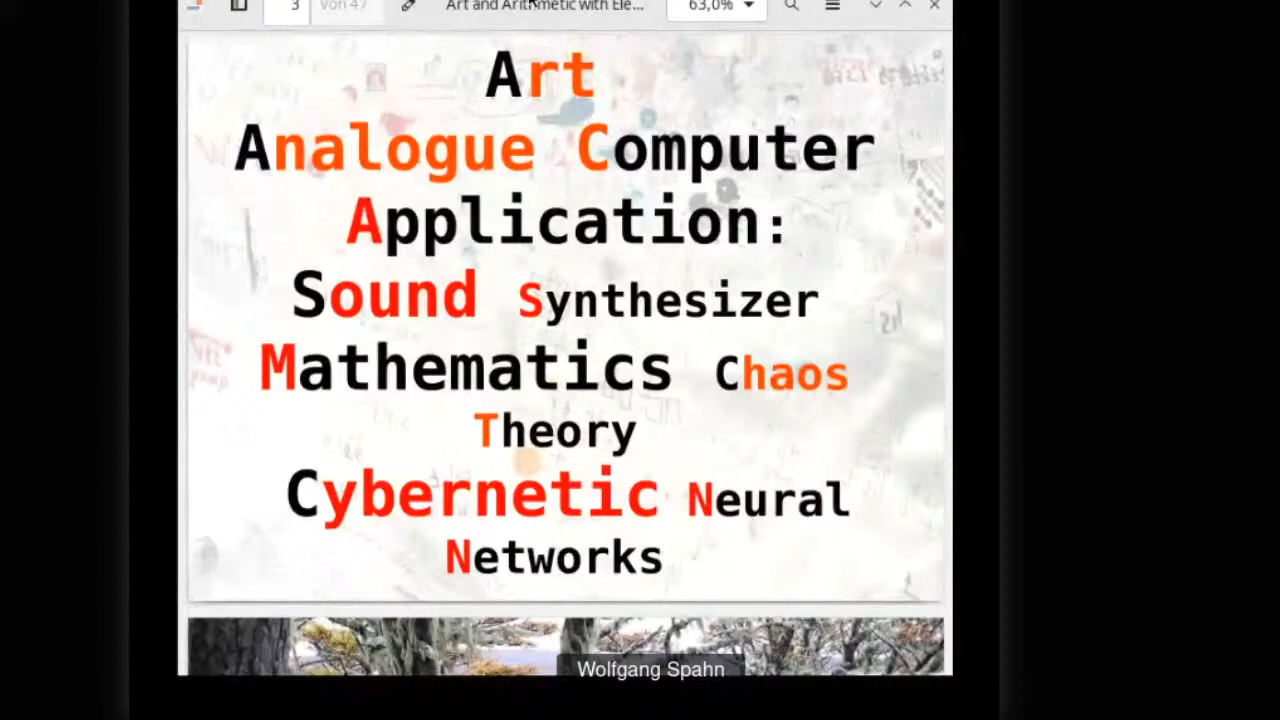 3
Von 47
Art and Arithmetic with Ele...
63,0%
Art
Analogue Computer
Application:
Sound Synthesizer
Mathematics Chaos
Theory
Cybernetic Neural
Networks
Wolfgang Spahn